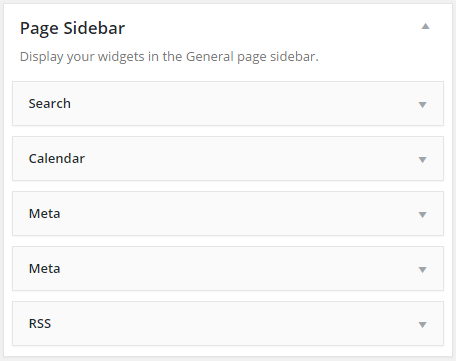 Page Sidebar
Display your widgets in the General page sidebar.
Search
Calendar
Meta
Meta
RSS